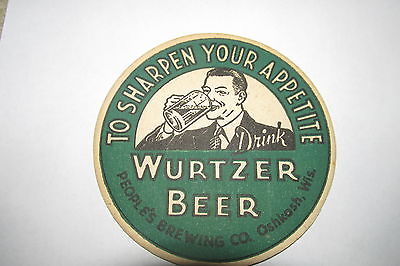 TO SHARPEN YOUR APPETITE
Drink
WURTZER
BEER
PEOPLE'S BREWING CO. Oshkosh, Wis.